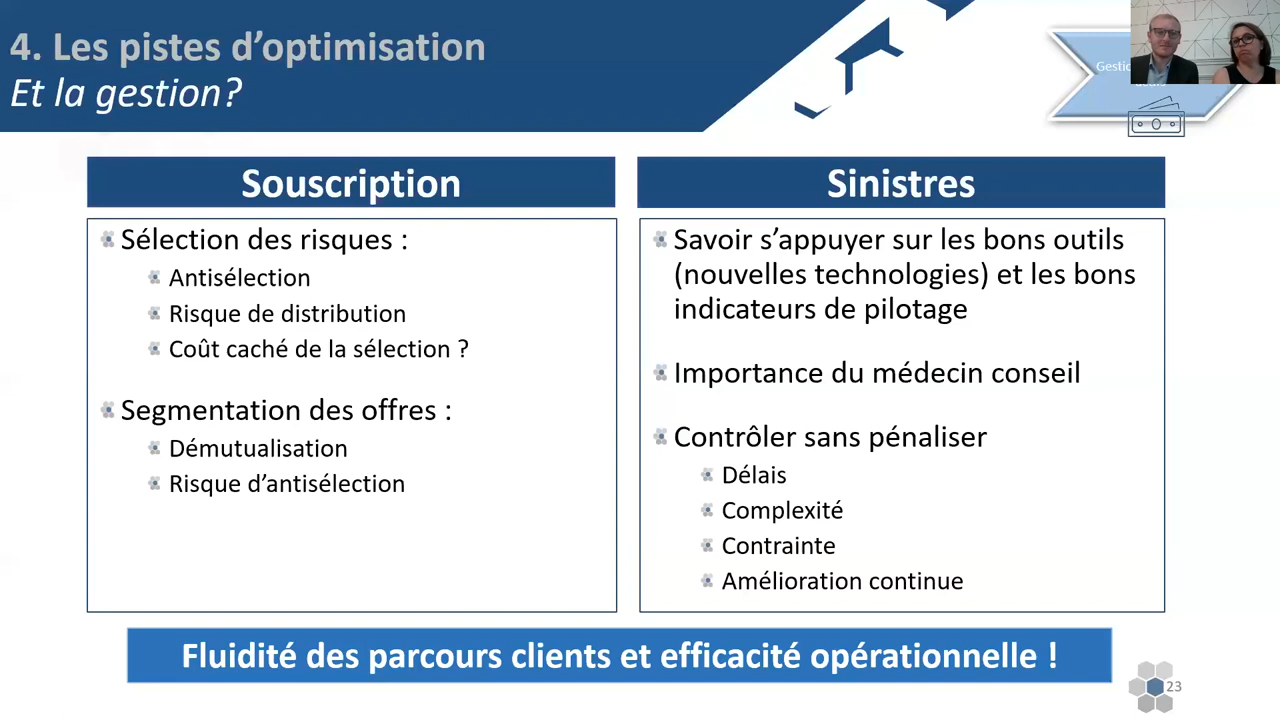 4. Les pistes d’optimisation
Et la gestion?
Souscription
Sélection des risques :
Antisélection
Risque de distribution
Coût caché de la sélection ?
Segmentation des offres :
Démutualisation
Risque d’antisélection
Sinistres
Savoir s’appuyer sur les bons outils
(nouvelles technologies) et les bons
indicateurs de pilotage
Importance du médecin conseil
Contrôler sans pénaliser
Délais
Complexité
Contrainte
Amélioration continue
Fluidité des parcours clients et efficacité opérationnelle !
23